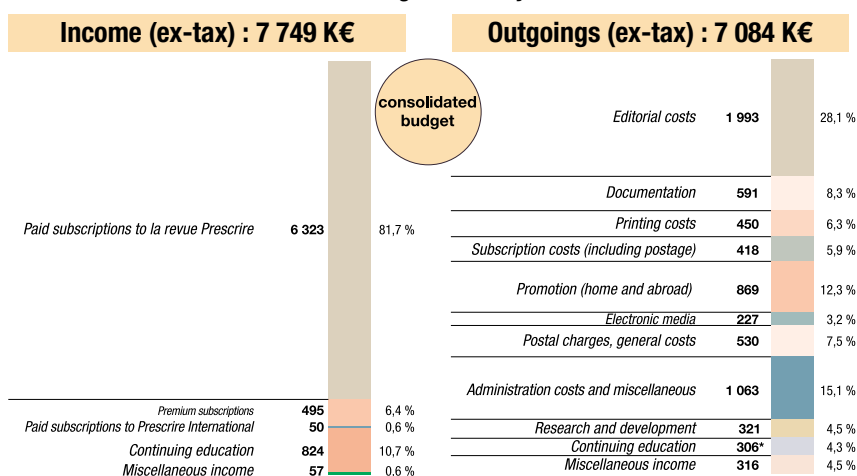 Income (ex-tax) : 7 749 K€
Paid subscriptions to la revue Prescrire 6 323 81,7 %
Premium subscriptions 495 6,4 %
Paid subscriptions to Prescrire International 50 0,6 %
Continuing education 824 10,7 %
Miscellaneous income 57 0,6 %
consolidated
budget
Outgoings (ex-tax) : 7 084 K€
Editorial costs 1 993 28,1 %
Documentation 591 8,3 %
Printing costs 450 6,3 %
Subscription costs (including postage) 418 5,9 %
Promotion (home and abroad) 869 12,3 %
Electronic media 227 3,2 %
Postal charges, general costs 530 7,5 %
Administration costs and miscellaneous 1 063 15,1 %
Research and development 321 4,5 %
Continuing education 306* 4,3 %
Miscellaneous income 316 4,5 %